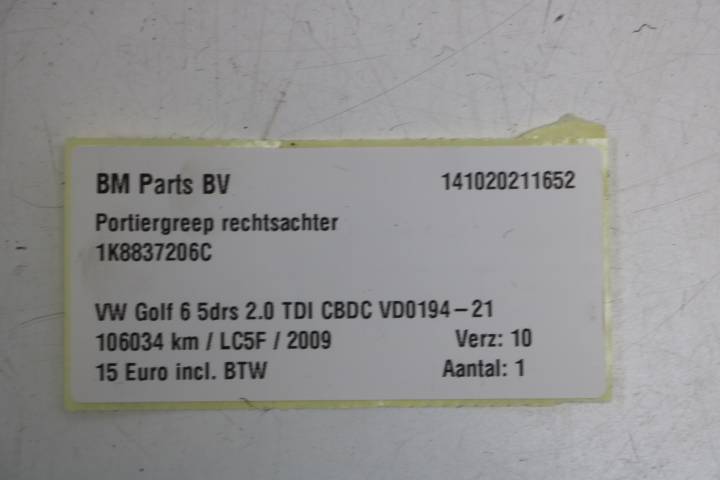 BM Parts BV 141020211652
Portiergreep rechtsachter
1K8837206C
VW Golf 6 5drs 2.0 TDI CBDC VD0194-21
106034 km / LC5F / 2009 Verz: 10
15 Euro incl. BTW Aantal: 1